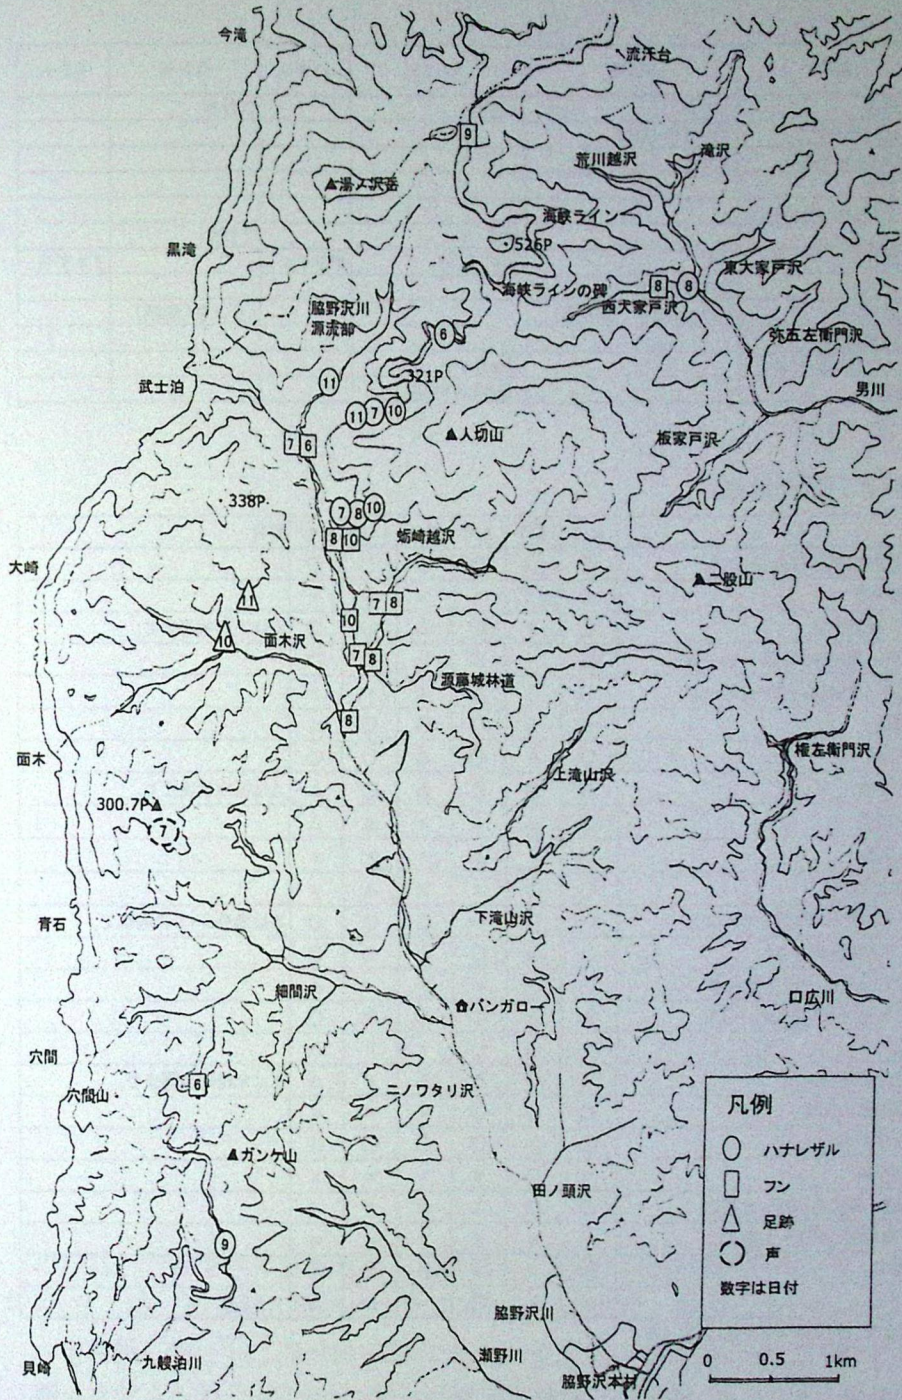 今滝
流汗台
9
荒川越沢
滝沢
湯ノ沢岳
海峡ライン
黒滝
526P
東大家戸沢
海峡ラインの碑
8
8
西大家戸沢
脇野沢川
源流部
6
弥五左衛門沢
武士泊
11
321P
男川
11
7
10
人切山
板家戸沢
7
6
338P
7
8
10
8
10
蛎崎越沢
大崎
二股山
11
7
8
10
10
面木沢
7
8
源藤城林道
8
面木
権左衛門沢
上滝山沢
300.7P
7
青石
下滝山沢
細間沢
バンガロー
口広川
穴間
6
穴間山
ニノワタリ沢
ガンケ山
田ノ頭沢
9
脇野沢川
貝崎
九艘泊川
瀬野川
脇野沢本村
凡例
ハナレザル
フン
足跡
声
数字は日付
0 0.5 1km